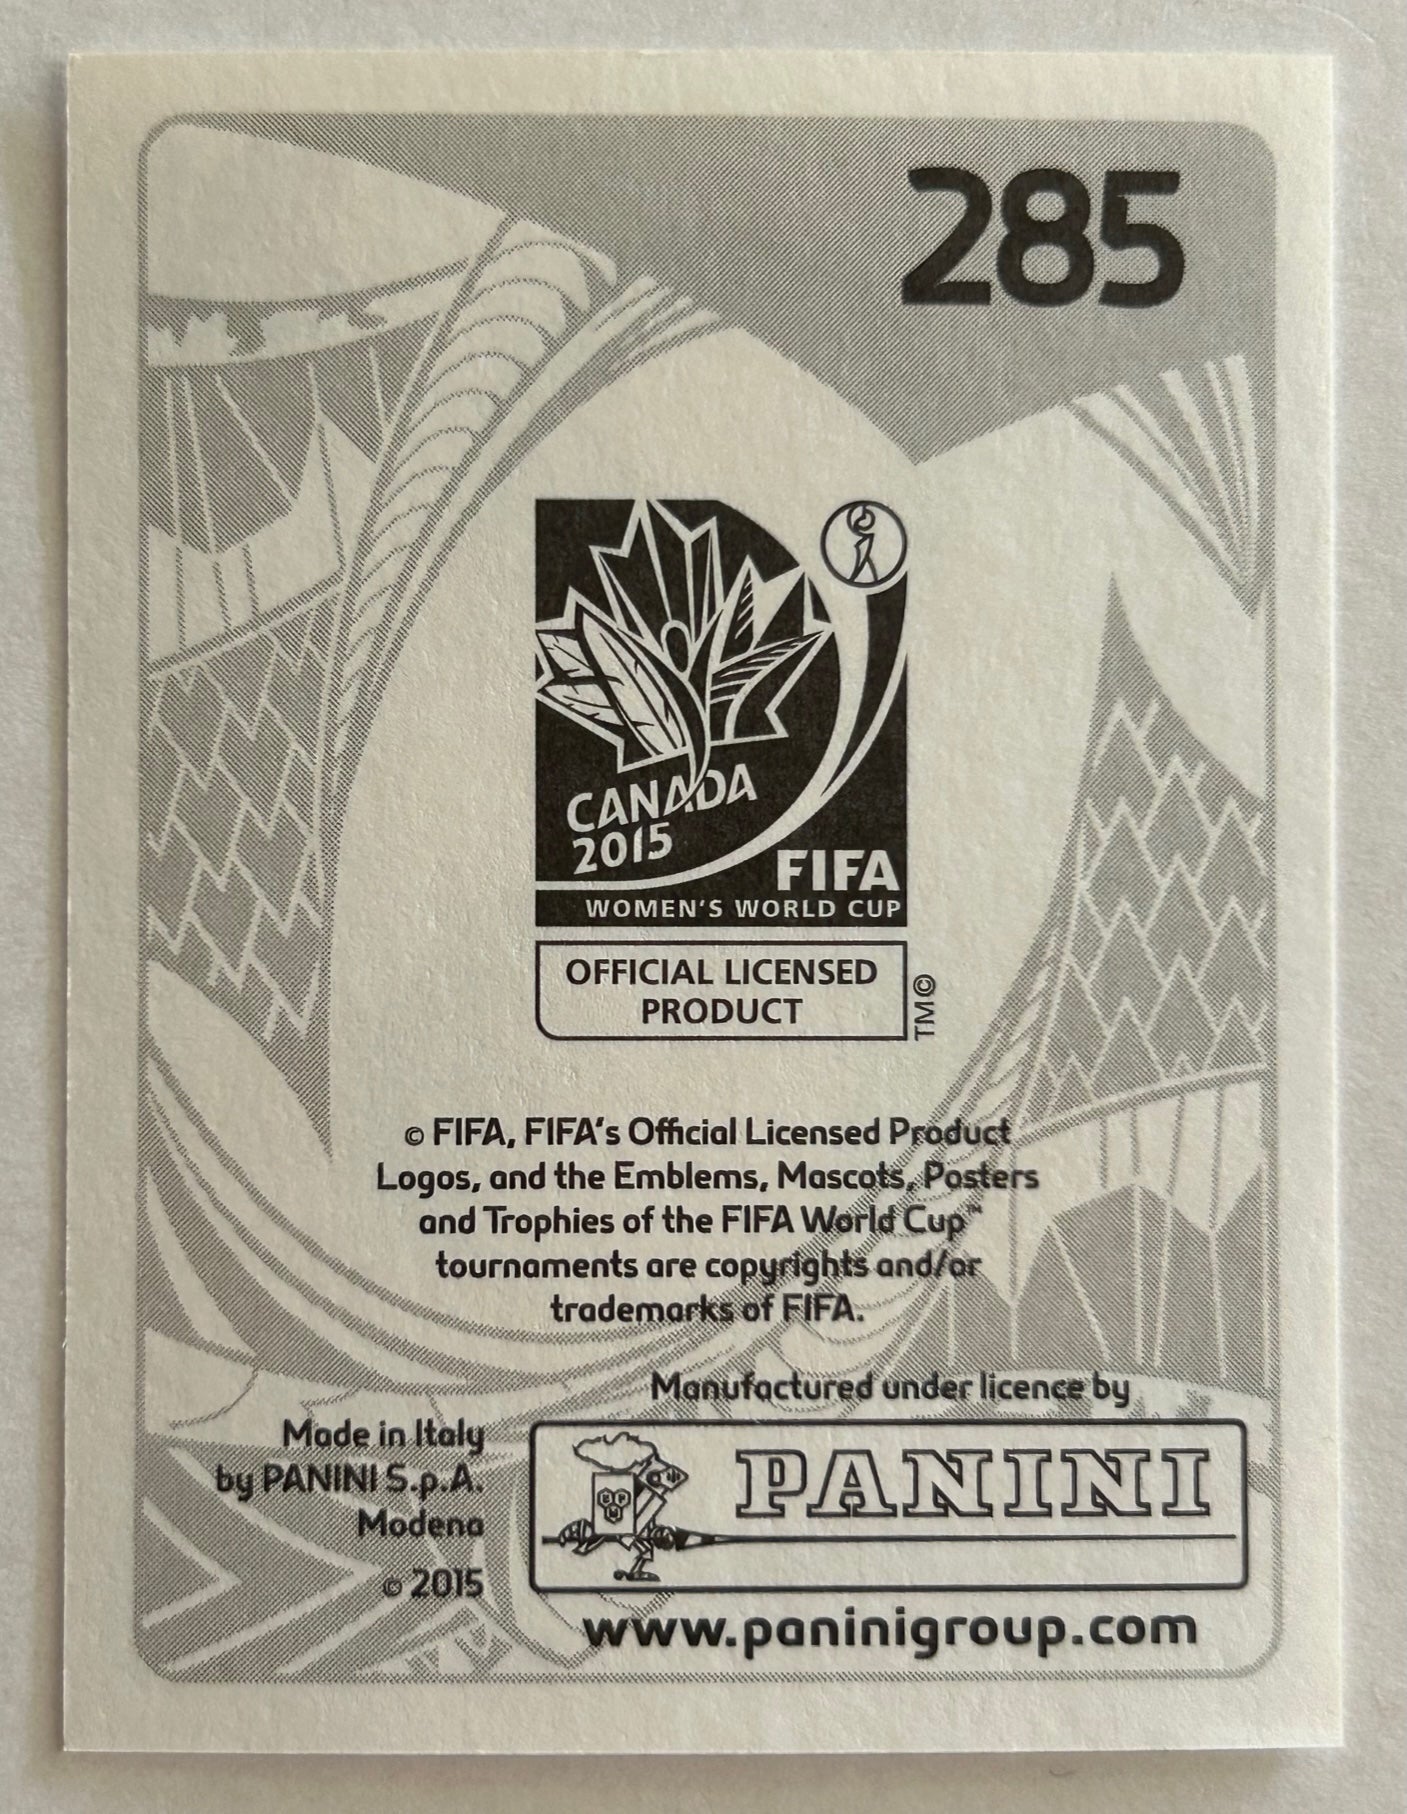 285
CANADA
2015
FIFA
WOMEN'S WORLD CUP
OFFICIAL LICENSED
PRODUCT
TM©
© FIFA, FIFA's Official Licensed Product
Logos, and the Emblems, Mascots, Posters
and Trophies of the FIFA World Cup™
tournaments are copyrights and/or
trademarks of FIFA.
Manufactured under licence by
Made in Italy
by PANINI S.p.A.
Modena
© 2015
PANINI
www.paninigroup.com